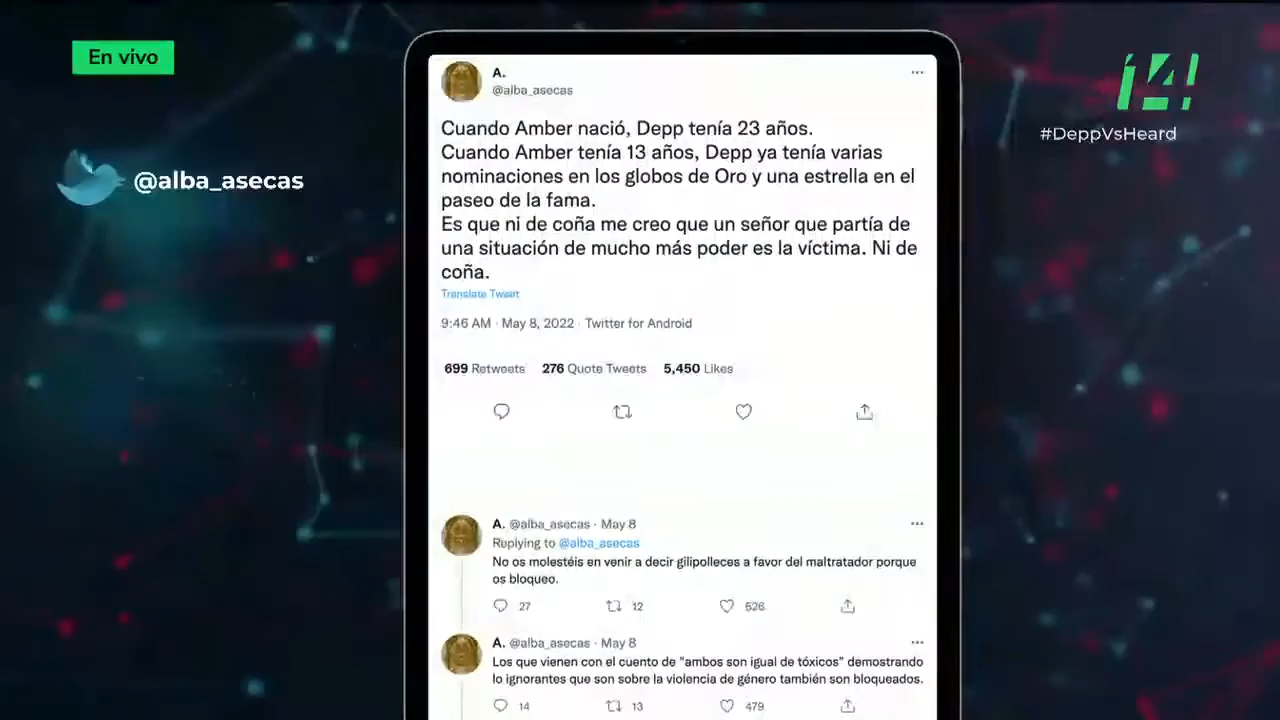 En vivo
14!
#DeppVsHeard
@alba_asecas
A.
@alba_asecas
Cuando Amber nació, Depp tenía 23 años.
Cuando Amber tenía 13 años, Depp ya tenía varias
nominaciones en los globos de Oro y una estrella en el
paseo de la fama.
Es que ni de coña me creo que un señor que partía de
una situación de mucho más poder es la víctima. Ni de
coña.
Translate Tweet
9:46 AM · May 8, 2022 · Twitter for Android
699 Retweets 276 Quote Tweets 5,450 Likes
A. @alba_asecas · May 8
Replying to @alba_asecas
No os molestéis en venir a decir gilipolleces a favor del maltratador porque
os bloqueo.
27 12 526
A. @alba_asecas · May 8
Los que vienen con el cuento de "ambos son igual de tóxicos" demostrando
lo ignorantes que son sobre la violencia de género también son bloqueados.
14 13 479